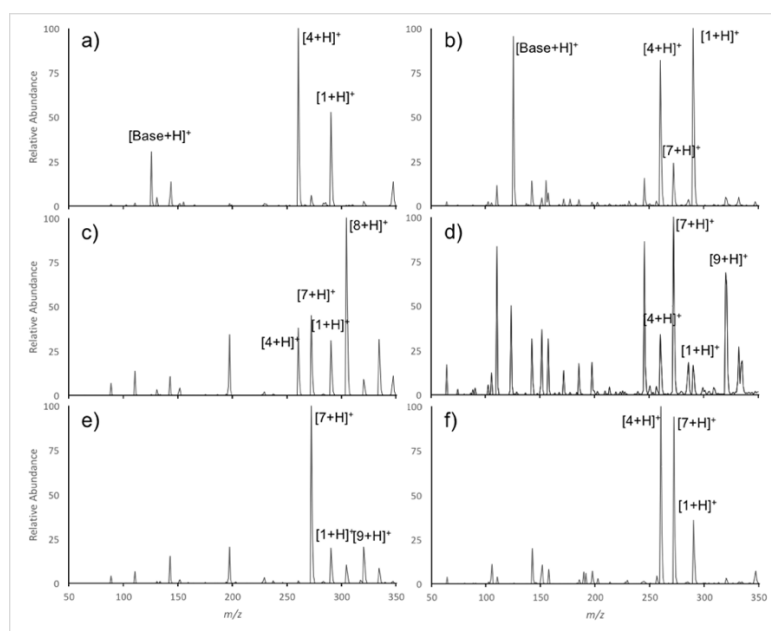 a)
Relative Abundance
100
75
50
25
0
[4+H]⁺
[1+H]⁺
[Base+H]⁺
b)
100
75
50
25
0
[Base+H]⁺
[4+H]⁺
[1+H]⁺
[7+H]⁺
c)
Relative Abundance
100
75
50
25
0
[8+H]⁺
[7+H]⁺
[1+H]⁺
[4+H]⁺
d)
100
75
50
25
0
[7+H]⁺
[9+H]⁺
[4+H]⁺
[1+H]⁺
e)
Relative Abundance
100
75
50
25
0
[7+H]⁺
[1+H]⁺
[9+H]⁺
50 100 150 200 250 300 350
m/z
f)
100
75
50
25
0
[4+H]⁺
[7+H]⁺
[1+H]⁺
50 100 150 200 250 300 350
m/z